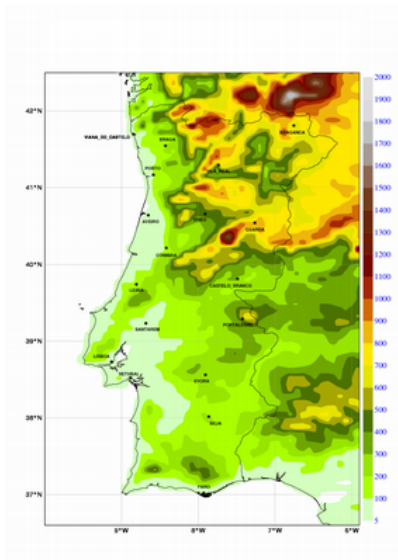 2000
1900
42°N
1800
VIANA_DO_CASTELO
BRAGANCA
1700
BRAGA
1600
PORTO
VILA_REAL
1500
41°N
1400
AVEIRO
VISEU
1300
GUARDA
1200
COIMBRA
1100
40°N
CASTELO_BRANCO
1000
LEIRIA
900
SANTAREM
PORTALEGRE
800
39°N
700
LISBOA
600
SETUBAL
EVORA
500
38°N
BEJA
400
300
200
FARO
37°N
100
5
9°W
8°W
7°W
6°W